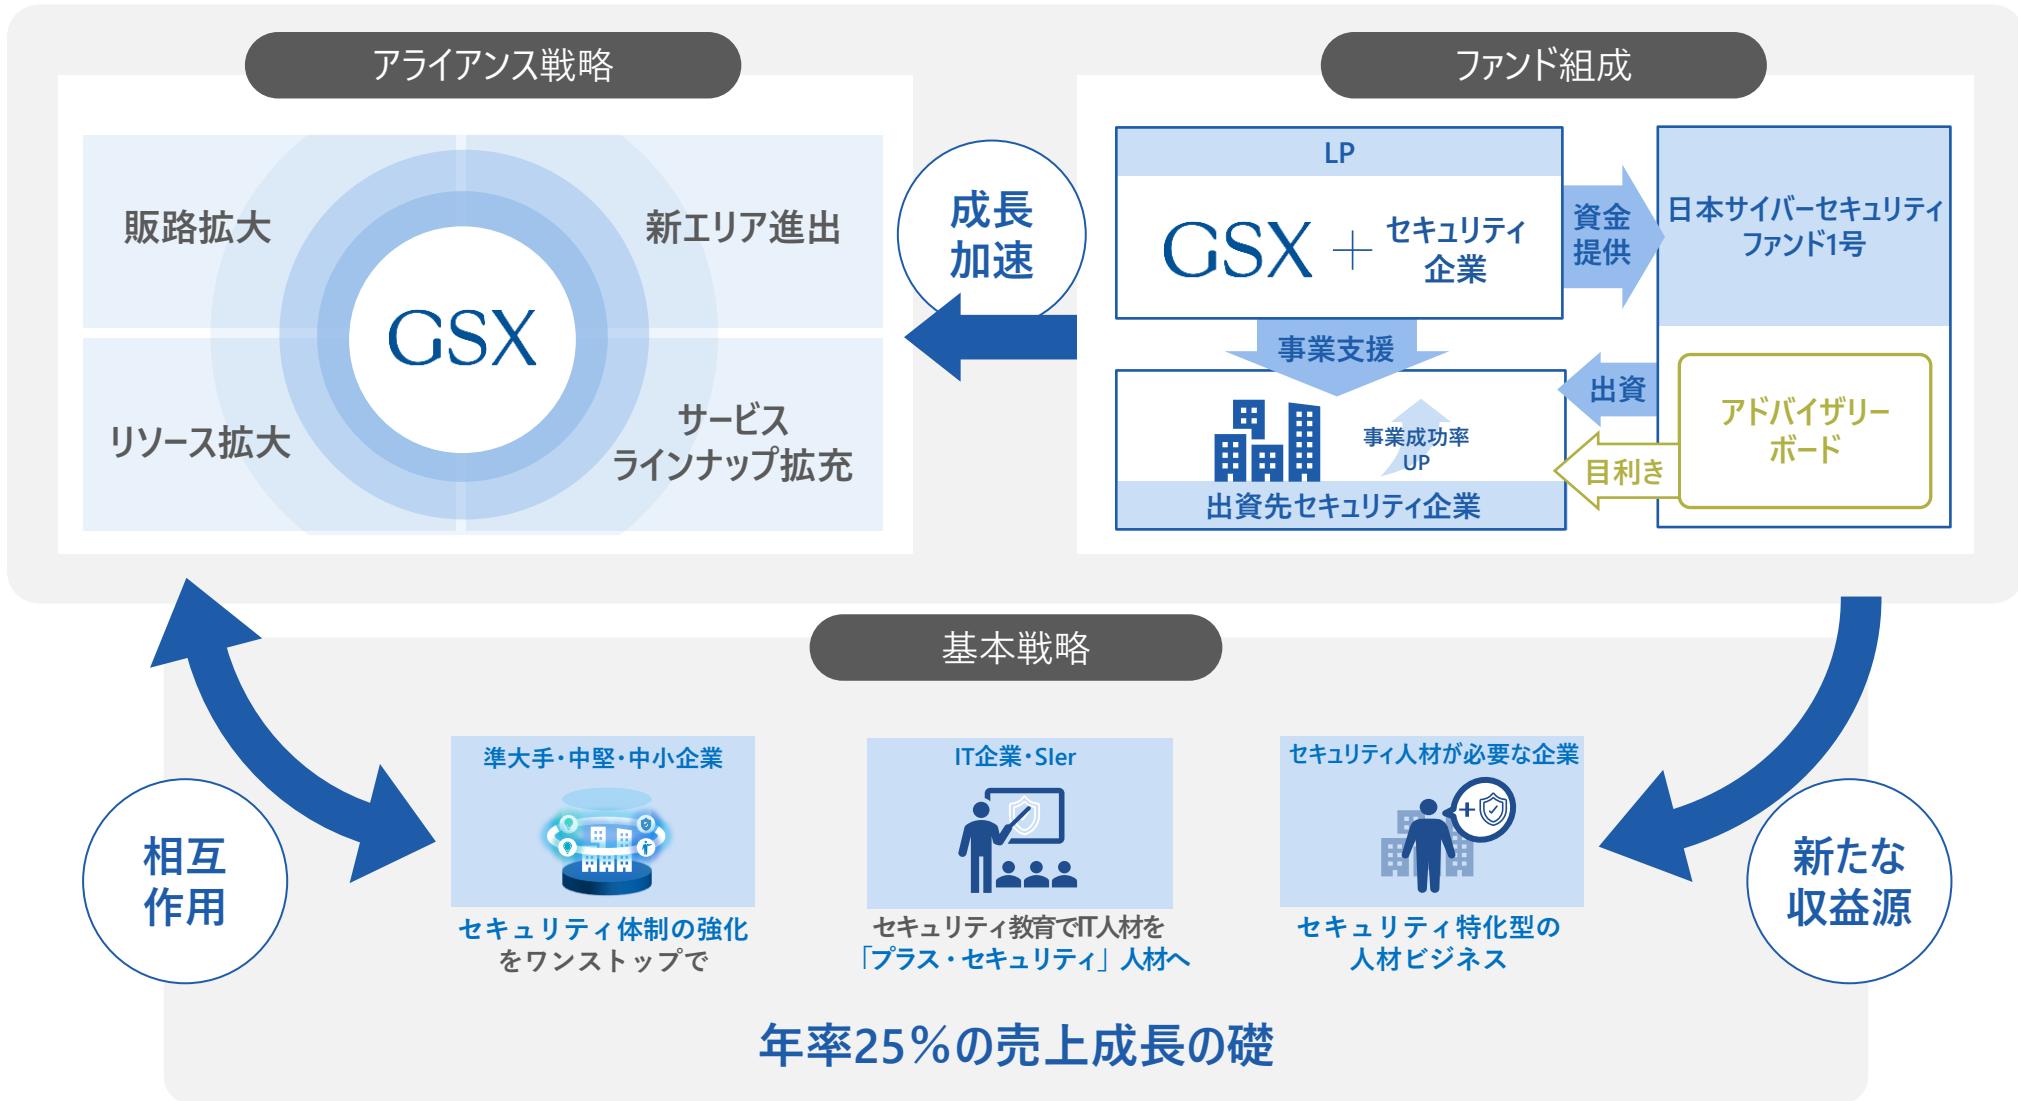 アライアンス戦略
販路拡大
新エリア進出
GSX
リソース拡大
サービス
ラインナップ拡充
成長
加速
ファンド組成
LP
GSX + セキュリティ
企業
資金
提供
日本サイバーセキュリティ
ファンド1号
事業支援
出資
アドバイザリー
ボード
目利き
事業成功率
UP
出資先セキュリティ企業
基本戦略
相互
作用
準大手・中堅・中小企業
セキュリティ体制の強化
をワンストップで
IT企業・SIer
セキュリティ教育でIT人材を
「プラス・セキュリティ」人材へ
セキュリティ人材が必要な企業
+
セキュリティ特化型の
人材ビジネス
新たな
収益源
年率25%の売上成長の礎